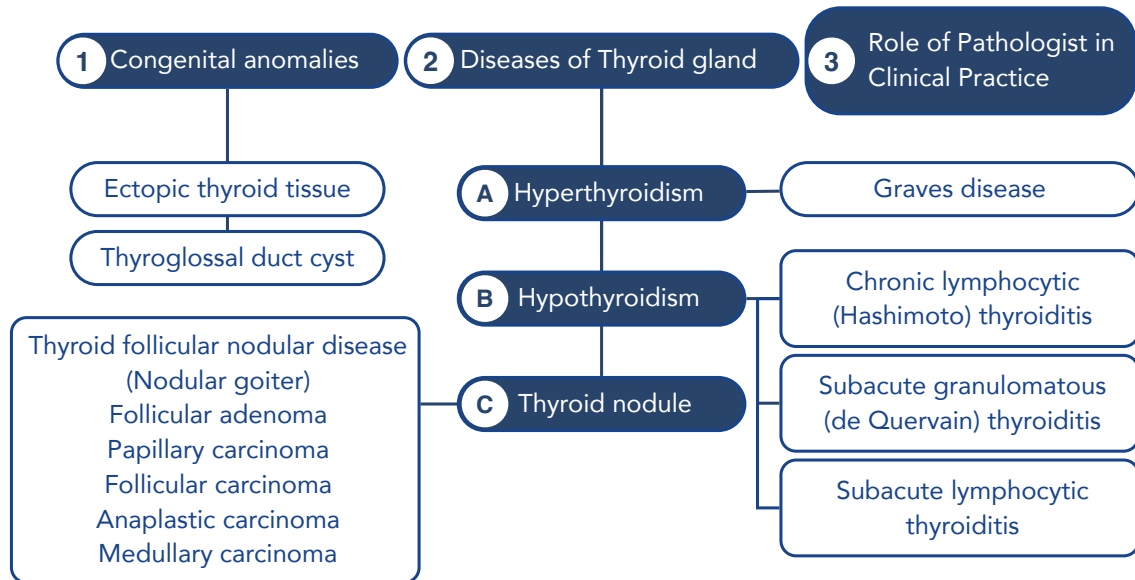 1 Congenital anomalies
Ectopic thyroid tissue
Thyroglossal duct cyst
2 Diseases of Thyroid gland
A Hyperthyroidism
Graves disease
B Hypothyroidism
Chronic lymphocytic
(Hashimoto) thyroiditis
Subacute granulomatous
(de Quervain) thyroiditis
Subacute lymphocytic
thyroiditis
C Thyroid nodule
Thyroid follicular nodular disease
(Nodular goiter)
Follicular adenoma
Papillary carcinoma
Follicular carcinoma
Anaplastic carcinoma
Medullary carcinoma
3 Role of Pathologist in
Clinical Practice